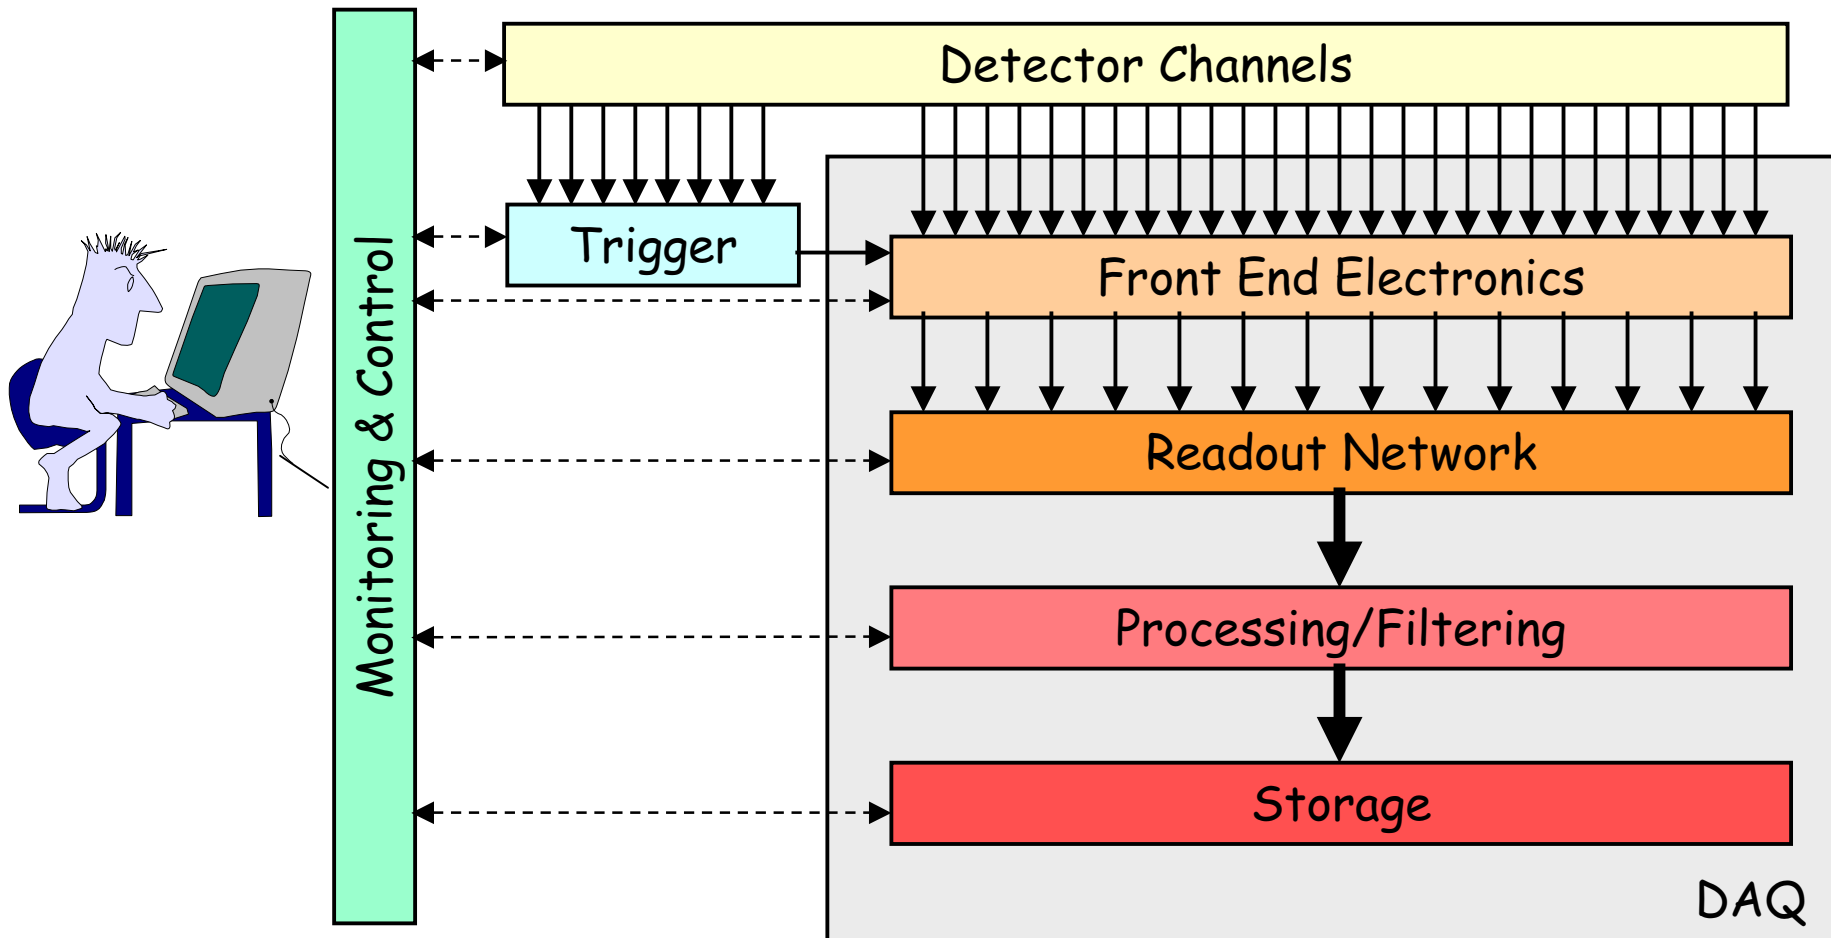 Detector Channels
Trigger
Front End Electronics
Monitoring & Control
Readout Network
Processing/Filtering
Storage
DAQ